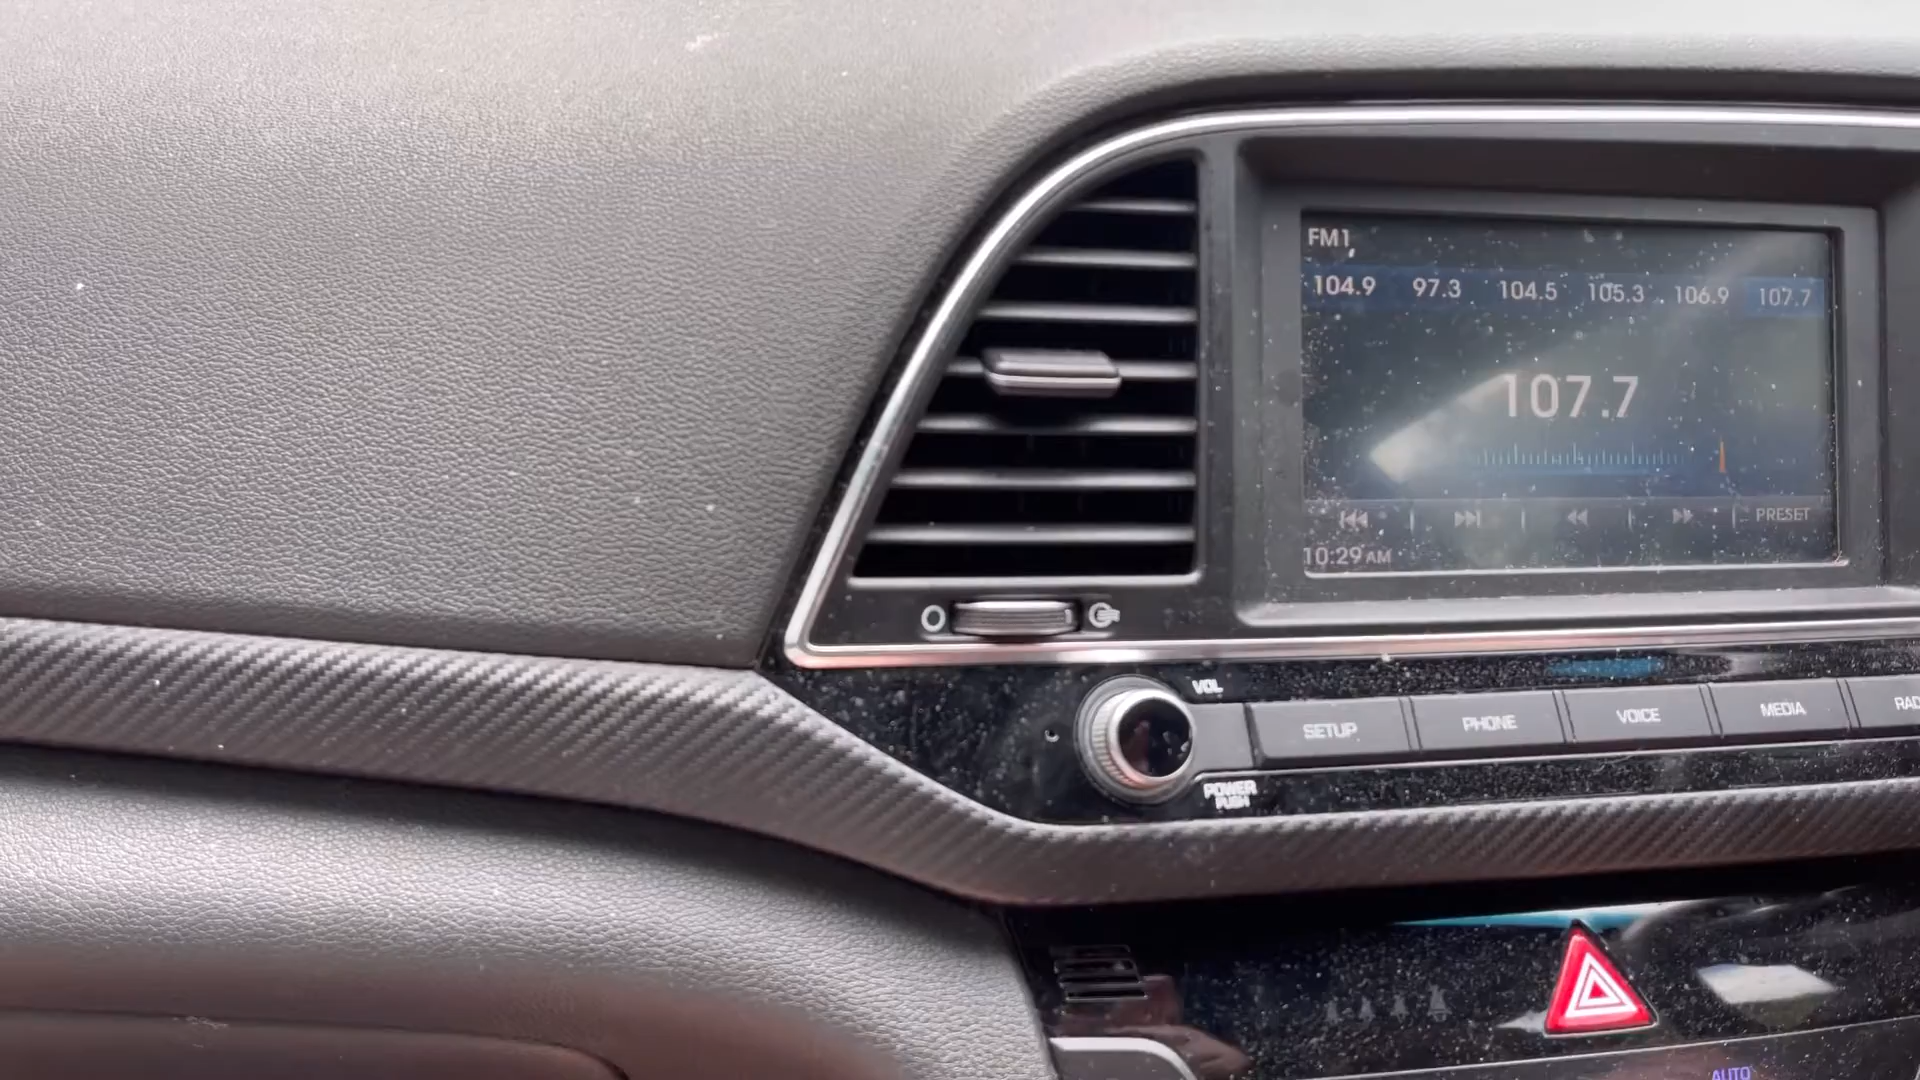 FM1
104.9 97.3 104.5 105.3 106.9 107.7
107.7
PRESET
10:29 AM
VOL
SETUP PHONE VOICE MEDIA
POWER
PUSH
AUTO